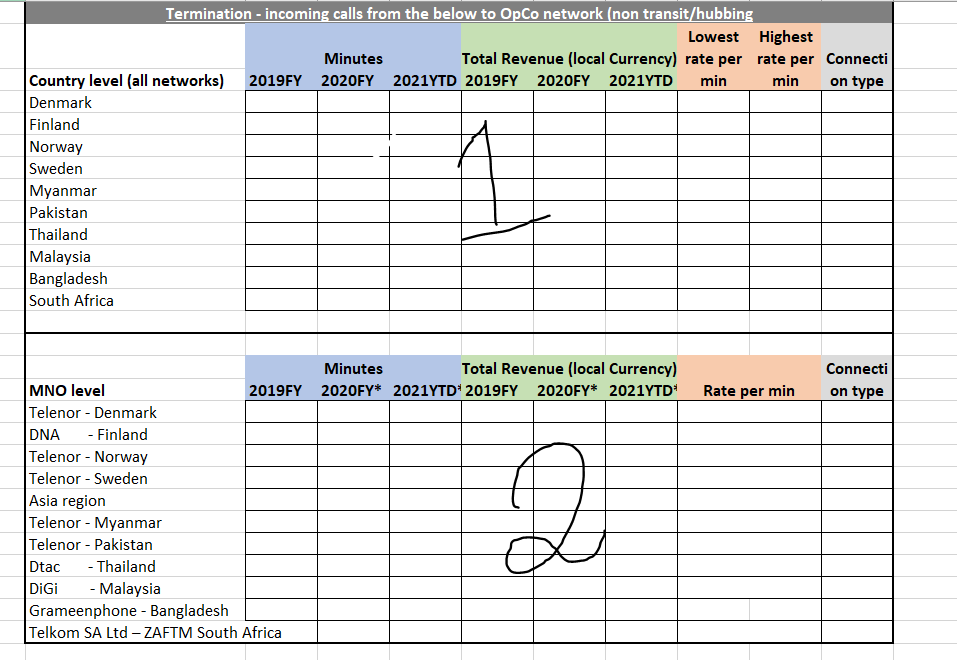 Termination - incoming calls from the below to OpCo network (non transit/hubbing
Lowest Highest
Minutes Total Revenue (local Currency) rate per rate per Connecti
Country level (all networks) 2019FY 2020FY 2021YTD 2019FY 2020FY 2021YTD min min on type
Denmark
Finland
Norway
Sweden
Myanmar
Pakistan
Thailand
Malaysia
Bangladesh
South Africa
1
Minutes Total Revenue (local Currency) Connecti
MNO level 2019FY 2020FY* 2021YTD* 2019FY 2020FY* 2021YTD* Rate per min on type
Telenor - Denmark
DNA - Finland
Telenor - Norway
Telenor - Sweden
Asia region
Telenor - Myanmar
Telenor - Pakistan
Dtac - Thailand
DiGi - Malaysia
Grameenphone - Bangladesh
Telkom SA Ltd – ZAFTM South Africa
2